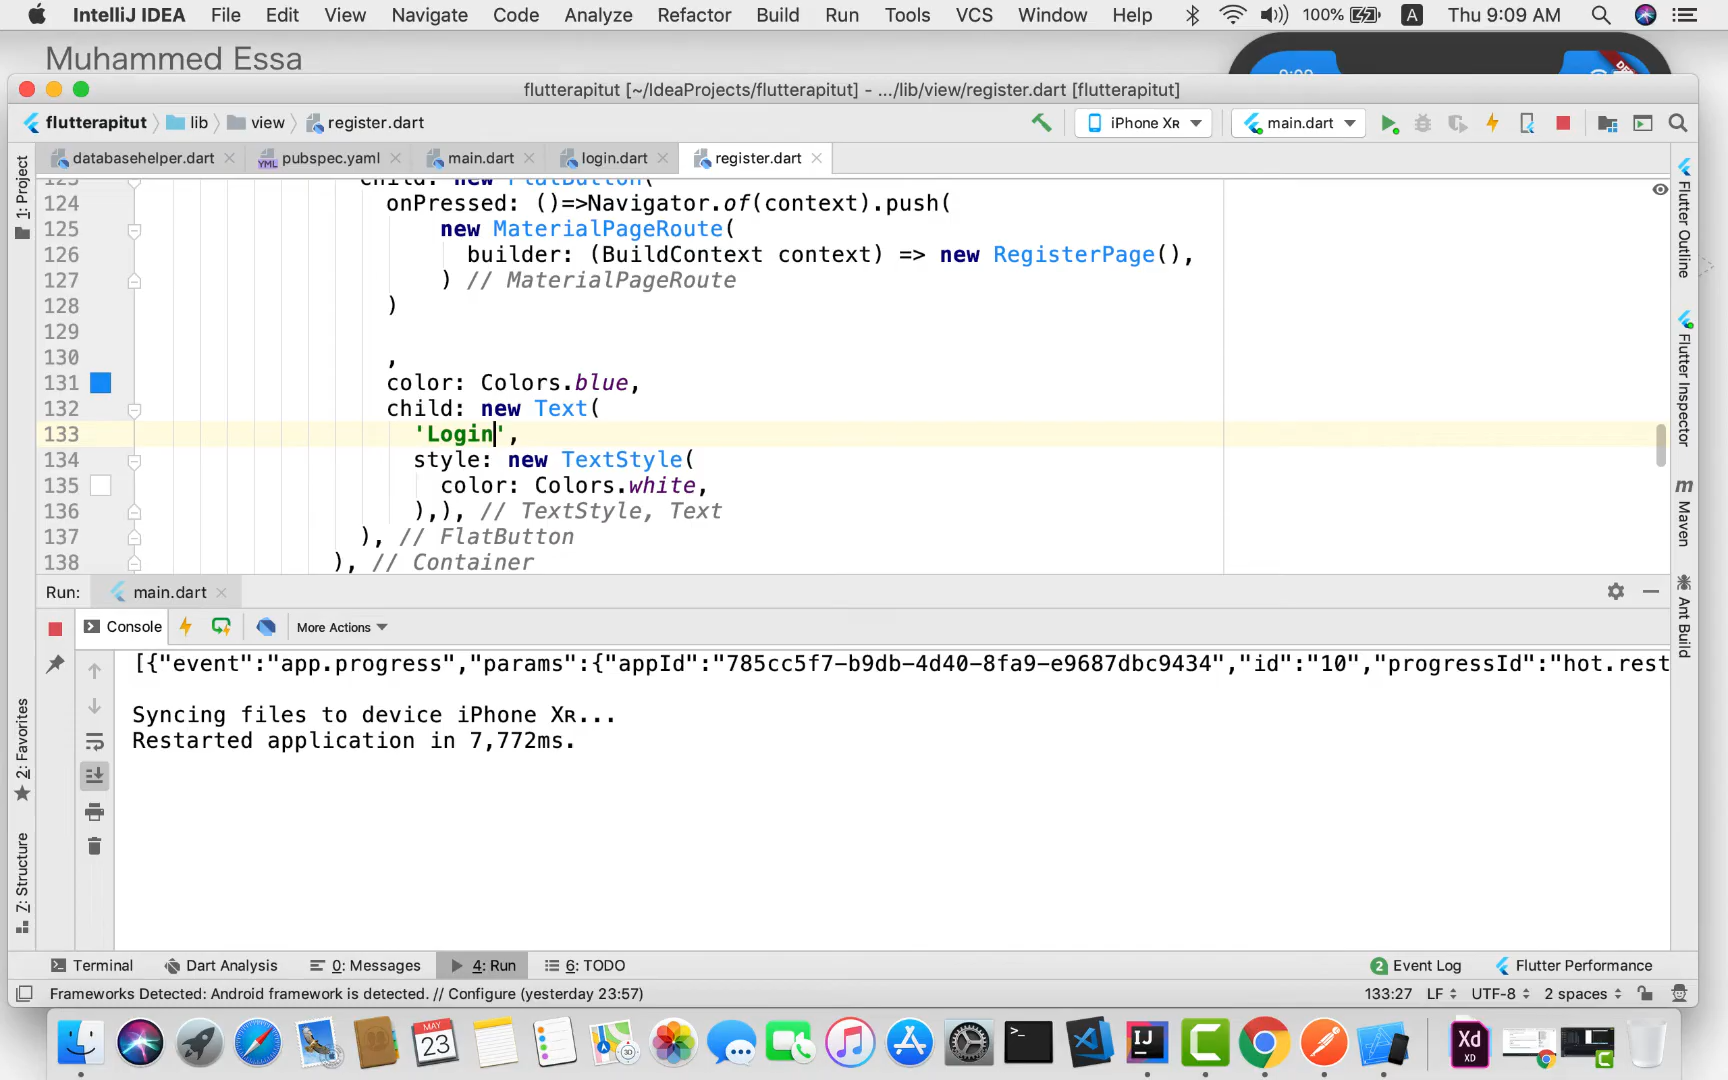 IntelliJ IDEA File Edit View Navigate Code Analyze Refactor Build Run Tools VCS Window Help 100% A Thu 9:09 AM
Muhammed Essa
flutterapitut [~/IdeaProjects/flutterapitut] - .../lib/view/register.dart [flutterapitut]
flutterapitut lib view register.dart iPhone XR main.dart
databasehelper.dart pubspec.yaml main.dart login.dart register.dart
child: new FlatButton(
124 onPressed: ()=>Navigator.of(context).push(
125 new MaterialPageRoute(
126 builder: (BuildContext context) => new RegisterPage(),
127 ) // MaterialPageRoute
128 )
129
130 ,
131 color: Colors.blue,
132 child: new Text(
133 'Login',
134 style: new TextStyle(
135 color: Colors.white,
136 ),), // TextStyle, Text
137 ), // FlatButton
138 ), // Container
Run: main.dart
Console More Actions
[{"event":"app.progress","params":{"appId":"785cc5f7-b9db-4d40-8fa9-e9687dbc9434","id":"10","progressId":"hot.rest
Syncing files to device iPhone XR...
Restarted application in 7,772ms.
1: Project
2: Favorites
7: Structure
Flutter Outline
Flutter Inspector
m Maven
Ant Build
Terminal Dart Analysis 0: Messages 4: Run 6: TODO 2 Event Log Flutter Performance
Frameworks Detected: Android framework is detected. // Configure (yesterday 23:57) 133:27 LF UTF-8 2 spaces
MAY
23
IJ
Xd
XD